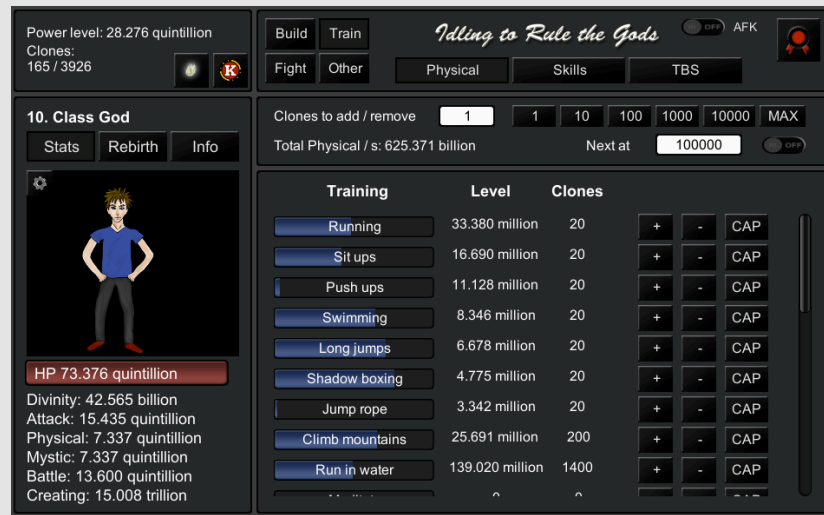 Power level: 28.276 quintillion
Clones:
165 / 3926
K
Build Train
Fight Other
Idling to Rule the Gods
OFF AFK
Physical Skills TBS
10. Class God
Stats Rebirth Info
HP 73.376 quintillion
Divinity: 42.565 billion
Attack: 15.435 quintillion
Physical: 7.337 quintillion
Mystic: 7.337 quintillion
Battle: 13.600 quintillion
Creating: 15.008 trillion
Clones to add / remove 1 1 10 100 1000 10000 MAX
Total Physical / s: 625.371 billion Next at 100000 OFF
Training Level Clones
Running 33.380 million 20 + - CAP
Sit ups 16.690 million 20 + - CAP
Push ups 11.128 million 20 + - CAP
Swimming 8.346 million 20 + - CAP
Long jumps 6.678 million 20 + - CAP
Shadow boxing 4.775 million 20 + - CAP
Jump rope 3.342 million 20 + - CAP
Climb mountains 25.691 million 200 + - CAP
Run in water 139.020 million 1400 + - CAP